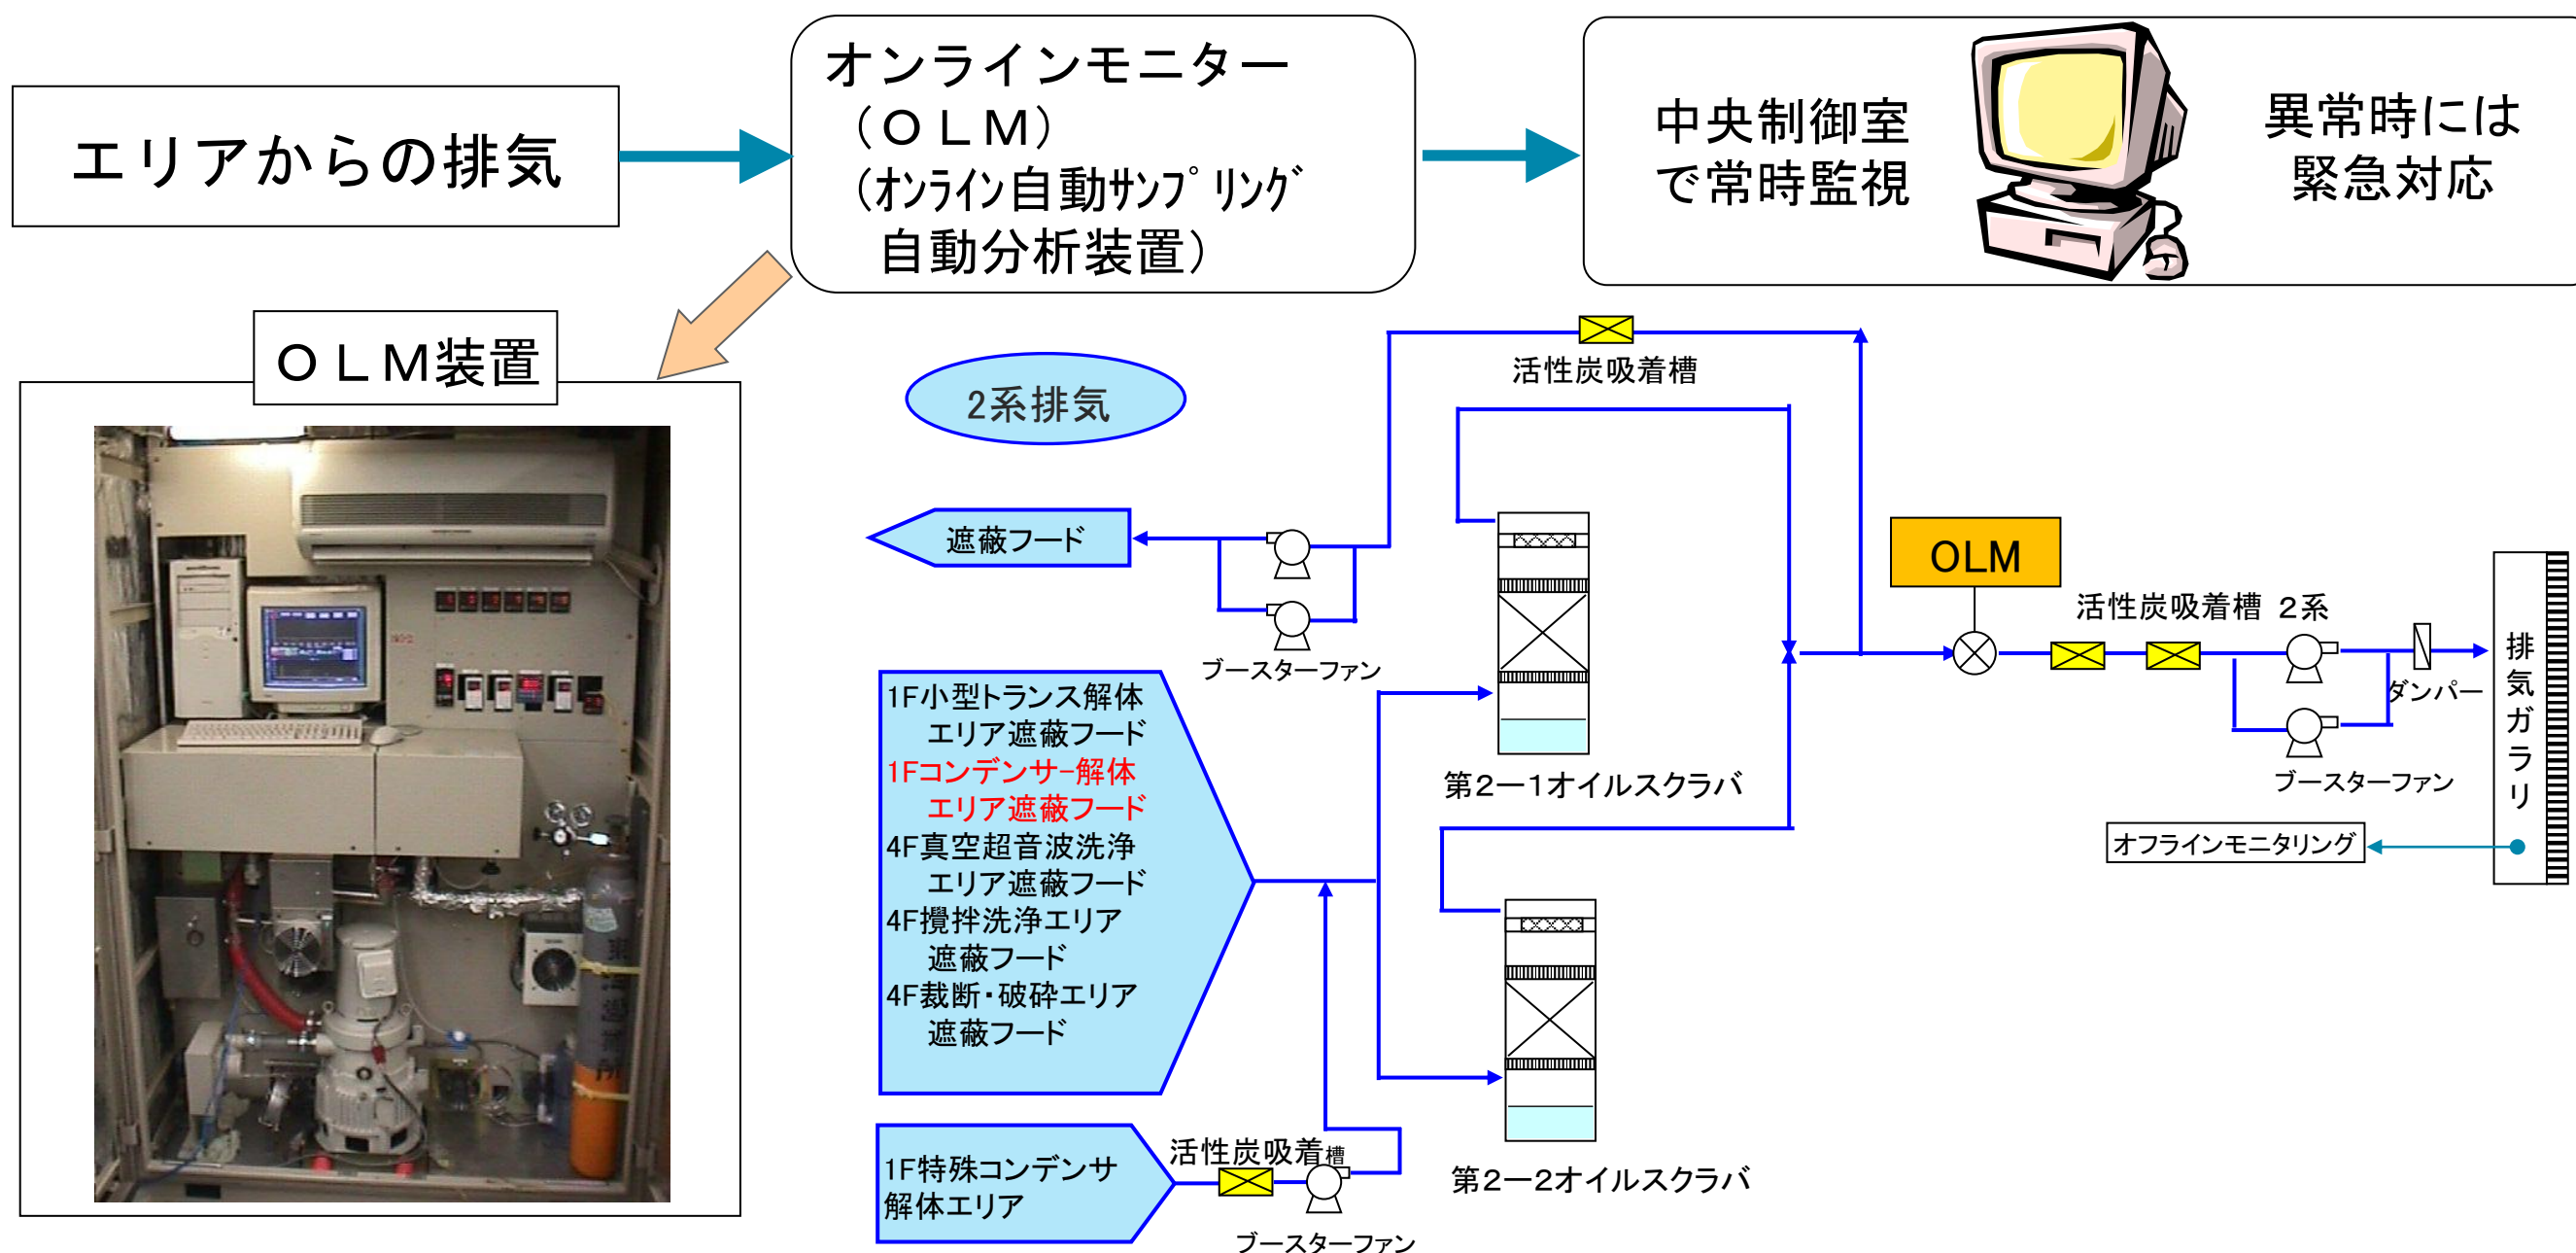 エリアからの排気
オンラインモニター
(OLM)
(ｵﾝﾗｲﾝ自動ｻﾝﾌﾟﾘﾝｸﾞ
自動分析装置)
中央制御室
で常時監視
異常時には
緊急対応
OLM装置
2系排気
活性炭吸着槽
遮蔽フード
ブースターファン
1F小型トランス解体
エリア遮蔽フード
1Fコンデンサ-解体
エリア遮蔽フード
4F真空超音波洗浄
エリア遮蔽フード
4F攪拌洗浄エリア
遮蔽フード
4F裁断・破砕エリア
遮蔽フード
1F特殊コンデンサ
解体エリア
活性炭吸着槽
ブースターファン
第2ー1オイルスクラバ
第2ー2オイルスクラバ
OLM
活性炭吸着槽 2系
ブースターファン
ダンパー
排気ガラリ
オフラインモニタリング